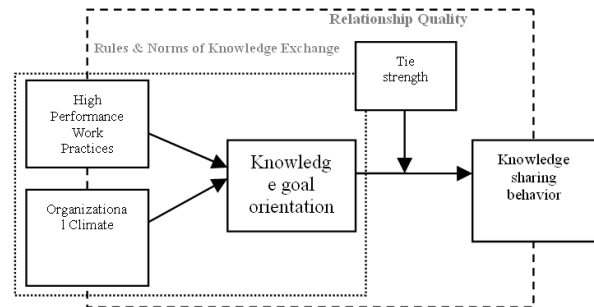 Relationship Quality
Rules & Norms of Knowledge Exchange
Tie
strength
High
Performance
Work
Practices
Knowledg
e goal
orientation
Knowledge
sharing
behavior
Organizationa
l Climate